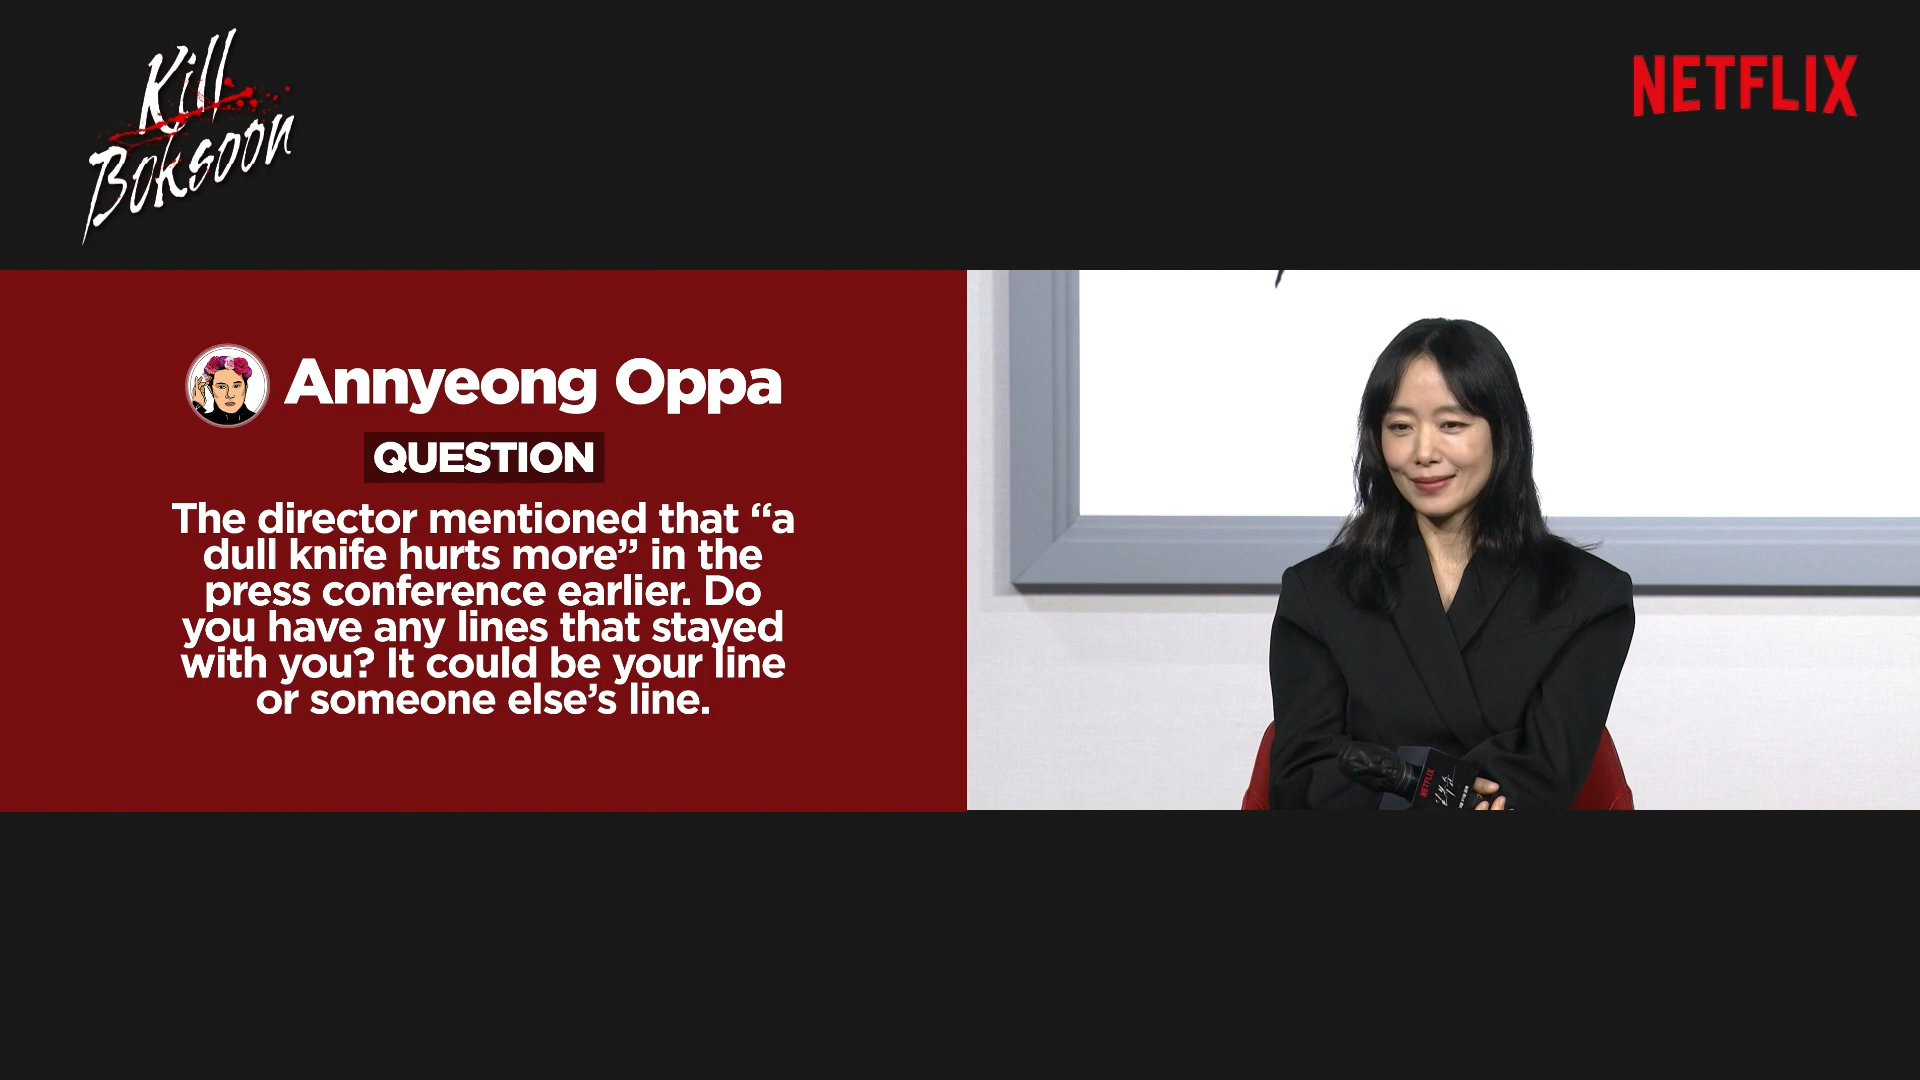 Kill
Boksoon
NETFLIX
Annyeong Oppa
QUESTION
The director mentioned that “a
dull knife hurts more” in the
press conference earlier. Do
you have any lines that stayed
with you? It could be your line
or someone else’s line.
NETFLIX